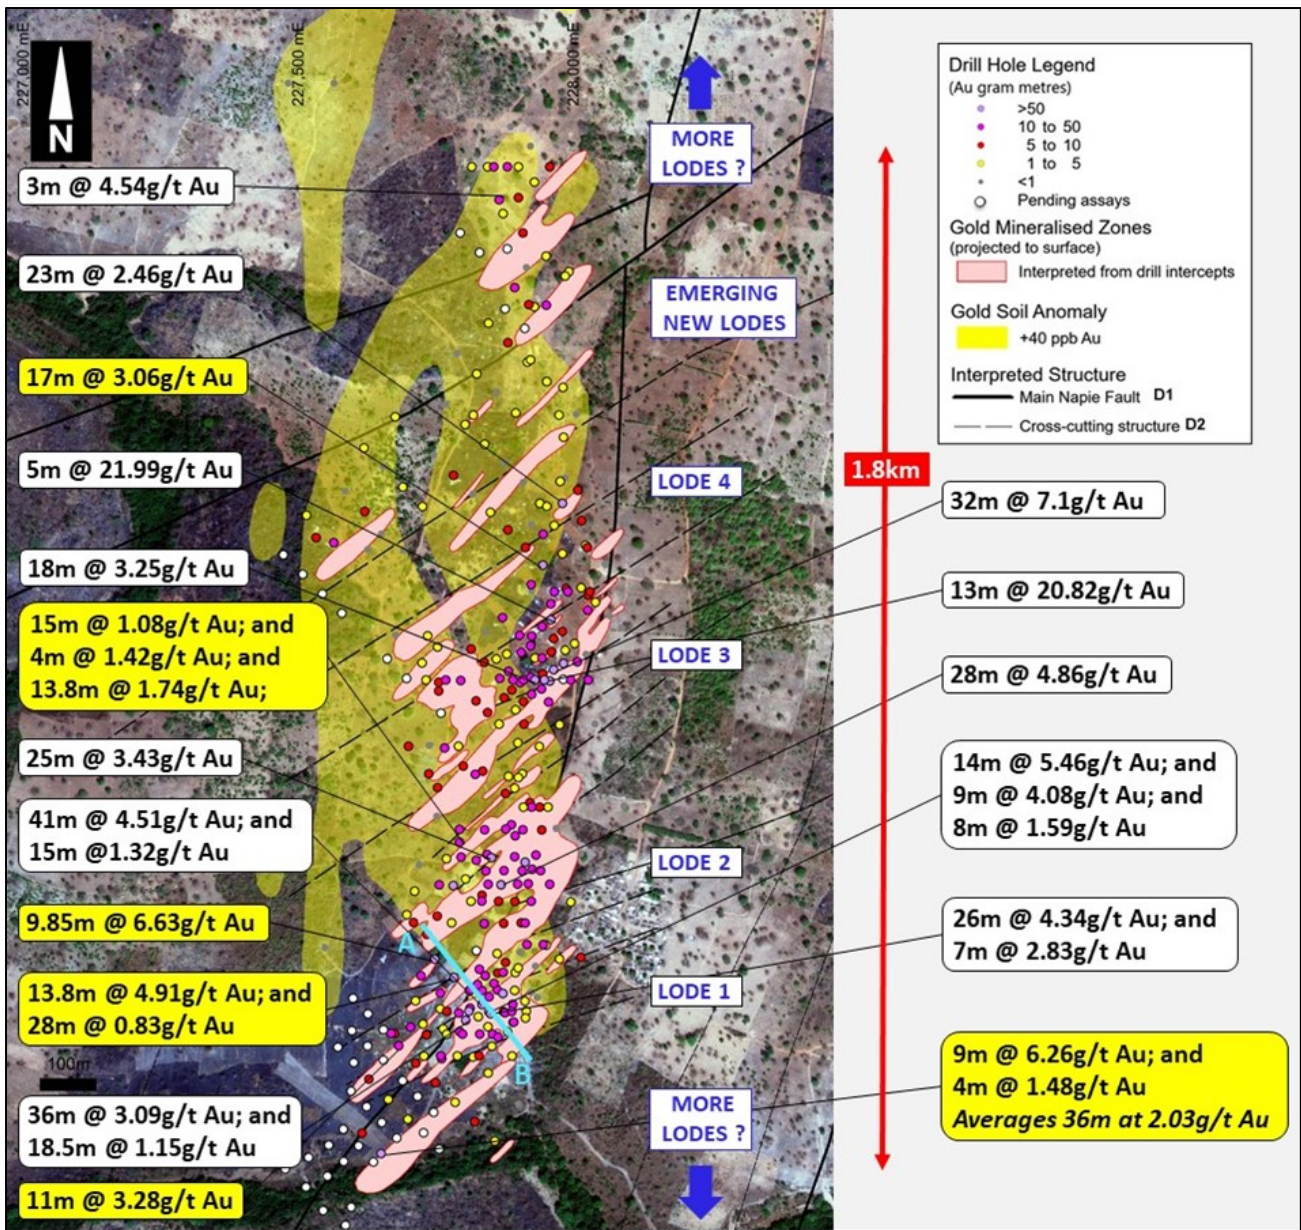 227,000 mE
227,500 mE
228,000 mE
N
3m @ 4.54g/t Au
23m @ 2.46g/t Au
17m @ 3.06g/t Au
5m @ 21.99g/t Au
18m @ 3.25g/t Au
15m @ 1.08g/t Au; and
4m @ 1.42g/t Au; and
13.8m @ 1.74g/t Au;
25m @ 3.43g/t Au
41m @ 4.51g/t Au; and
15m @1.32g/t Au
9.85m @ 6.63g/t Au
13.8m @ 4.91g/t Au; and
28m @ 0.83g/t Au
100m
36m @ 3.09g/t Au; and
18.5m @ 1.15g/t Au
11m @ 3.28g/t Au
MORE
LODES ?
EMERGING
NEW LODES
LODE 4
LODE 3
LODE 2
LODE 1
A
B
MORE
LODES ?
1.8km
Drill Hole Legend
(Au gram metres)
>50
10 to 50
5 to 10
1 to 5
<1
Pending assays
Gold Mineralised Zones
(projected to surface)
Interpreted from drill intercepts
Gold Soil Anomaly
+40 ppb Au
Interpreted Structure
Main Napie Fault D1
Cross-cutting structure D2
32m @ 7.1g/t Au
13m @ 20.82g/t Au
28m @ 4.86g/t Au
14m @ 5.46g/t Au; and
9m @ 4.08g/t Au; and
8m @ 1.59g/t Au
26m @ 4.34g/t Au; and
7m @ 2.83g/t Au
9m @ 6.26g/t Au; and
4m @ 1.48g/t Au
Averages 36m at 2.03g/t Au